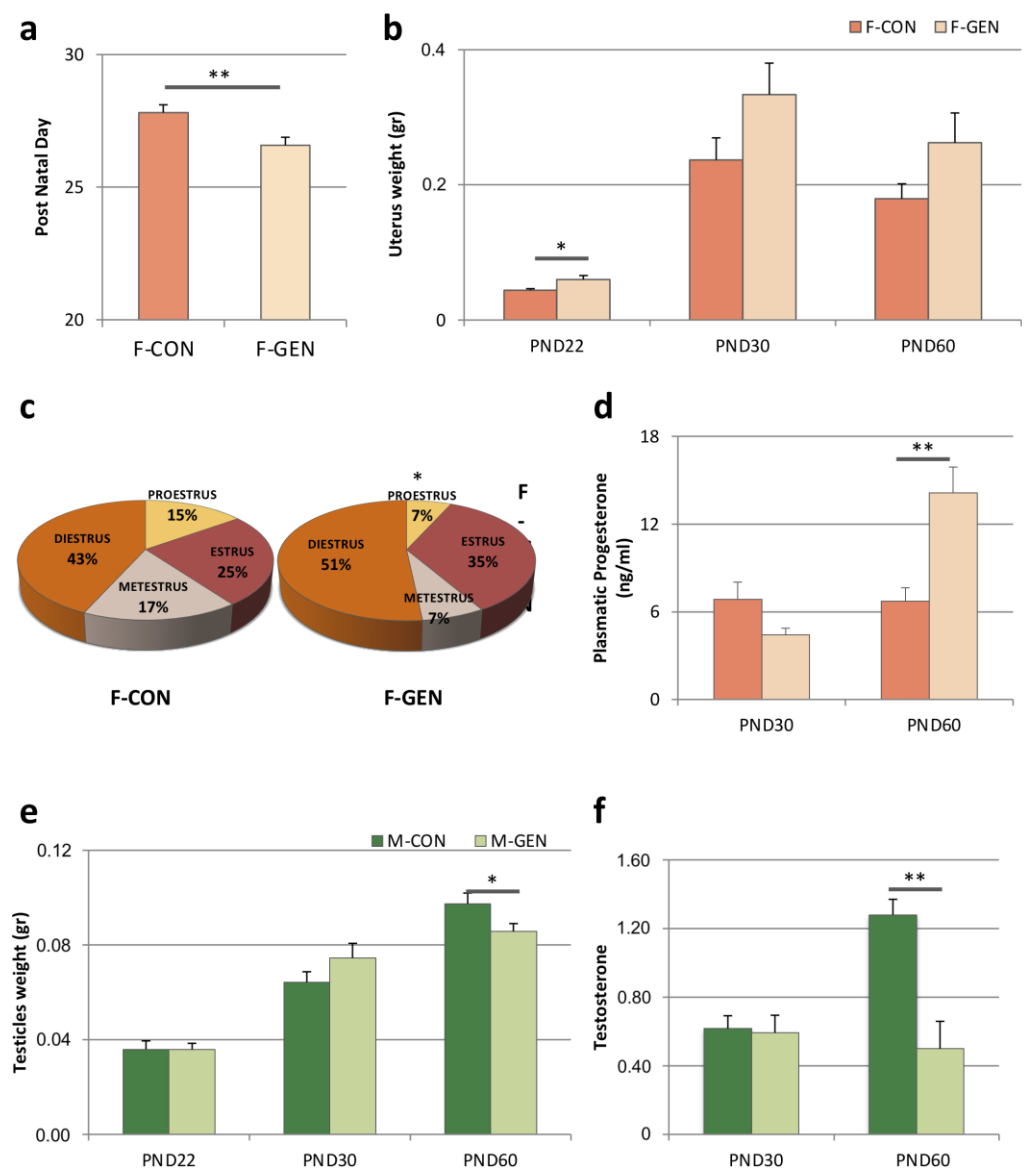 a
30
25
20
Post Natal Day
**
F-CON
F-GEN
b
F-CON
F-GEN
0.4
0.2
0
Uterus weight (gr)
*
PND22
PND30
PND60
c
PROESTRUS
15%
ESTRUS
25%
METESTRUS
17%
DIESTRUS
43%
F-CON
*
PROESTRUS
7%
ESTRUS
35%
METESTRUS
7%
DIESTRUS
51%
F-GEN
F
-
N
d
18
12
6
0
Plasmatic Progesterone
(ng/ml)
**
PND30
PND60
e
M-CON
M-GEN
0.12
0.08
0.04
0.00
Testicles weight (gr)
*
PND22
PND30
PND60
f
1.60
1.20
0.60
0.40
0
Testosterone
**
PND30
PND60